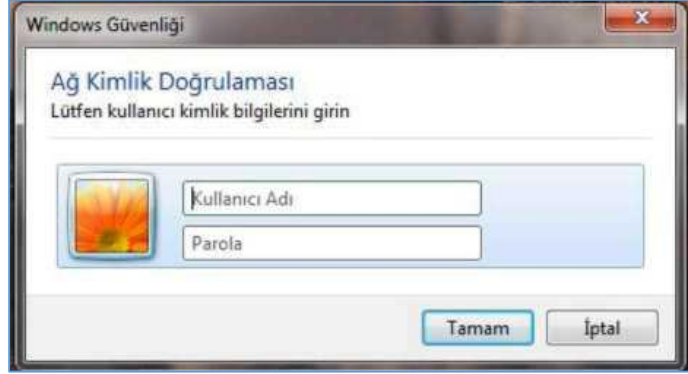 Windows Güvenliği
Ağ Kimlik Doğrulaması
Lütfen kullanıcı kimlik bilgilerini girin
Kullanıcı Adı
Parola
Tamam
İptal